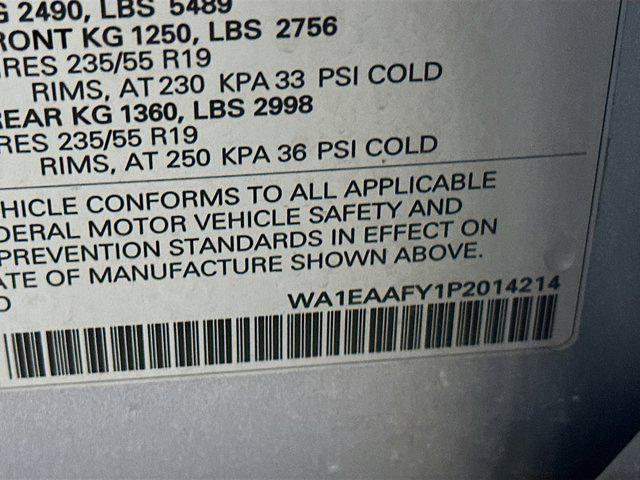 G 2490, LBS 5489
RONT KG 1250, LBS 2756
IRES 235/55 R19
RIMS, AT 230 KPA 33 PSI COLD
REAR KG 1360, LBS 2998
RES 235/55 R19
RIMS, AT 250 KPA 36 PSI COLD
HICLE CONFORMS TO ALL APPLICABLE
DERAL MOTOR VEHICLE SAFETY AND
PREVENTION STANDARDS IN EFFECT ON
ATE OF MANUFACTURE SHOWN ABOVE.
WA1EAAFY1P2014214